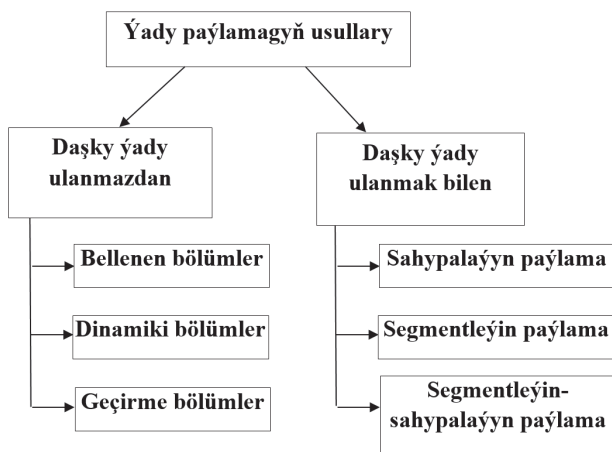 Ýady paýlamagyň usullary
Daşky ýady
ulanmazdan
Daşky ýady
ulanmak bilen
Bellenen bölümler
Dinamiki bölümler
Geçirme bölümler
Sahypalaýyn paýlama
Segmentleýin paýlama
Segmentleýin-
sahypalaýyn paýlama